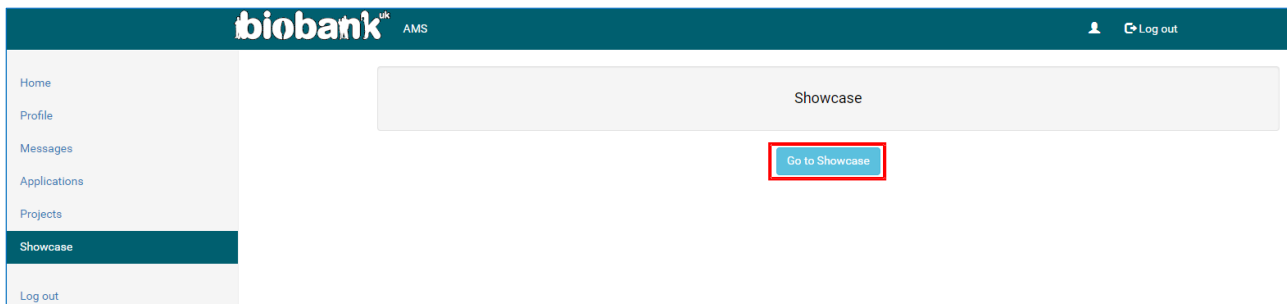 biobank uk AMS Log out
Home
Profile
Messages
Applications
Projects
Showcase
Log out
Showcase
Go to Showcase